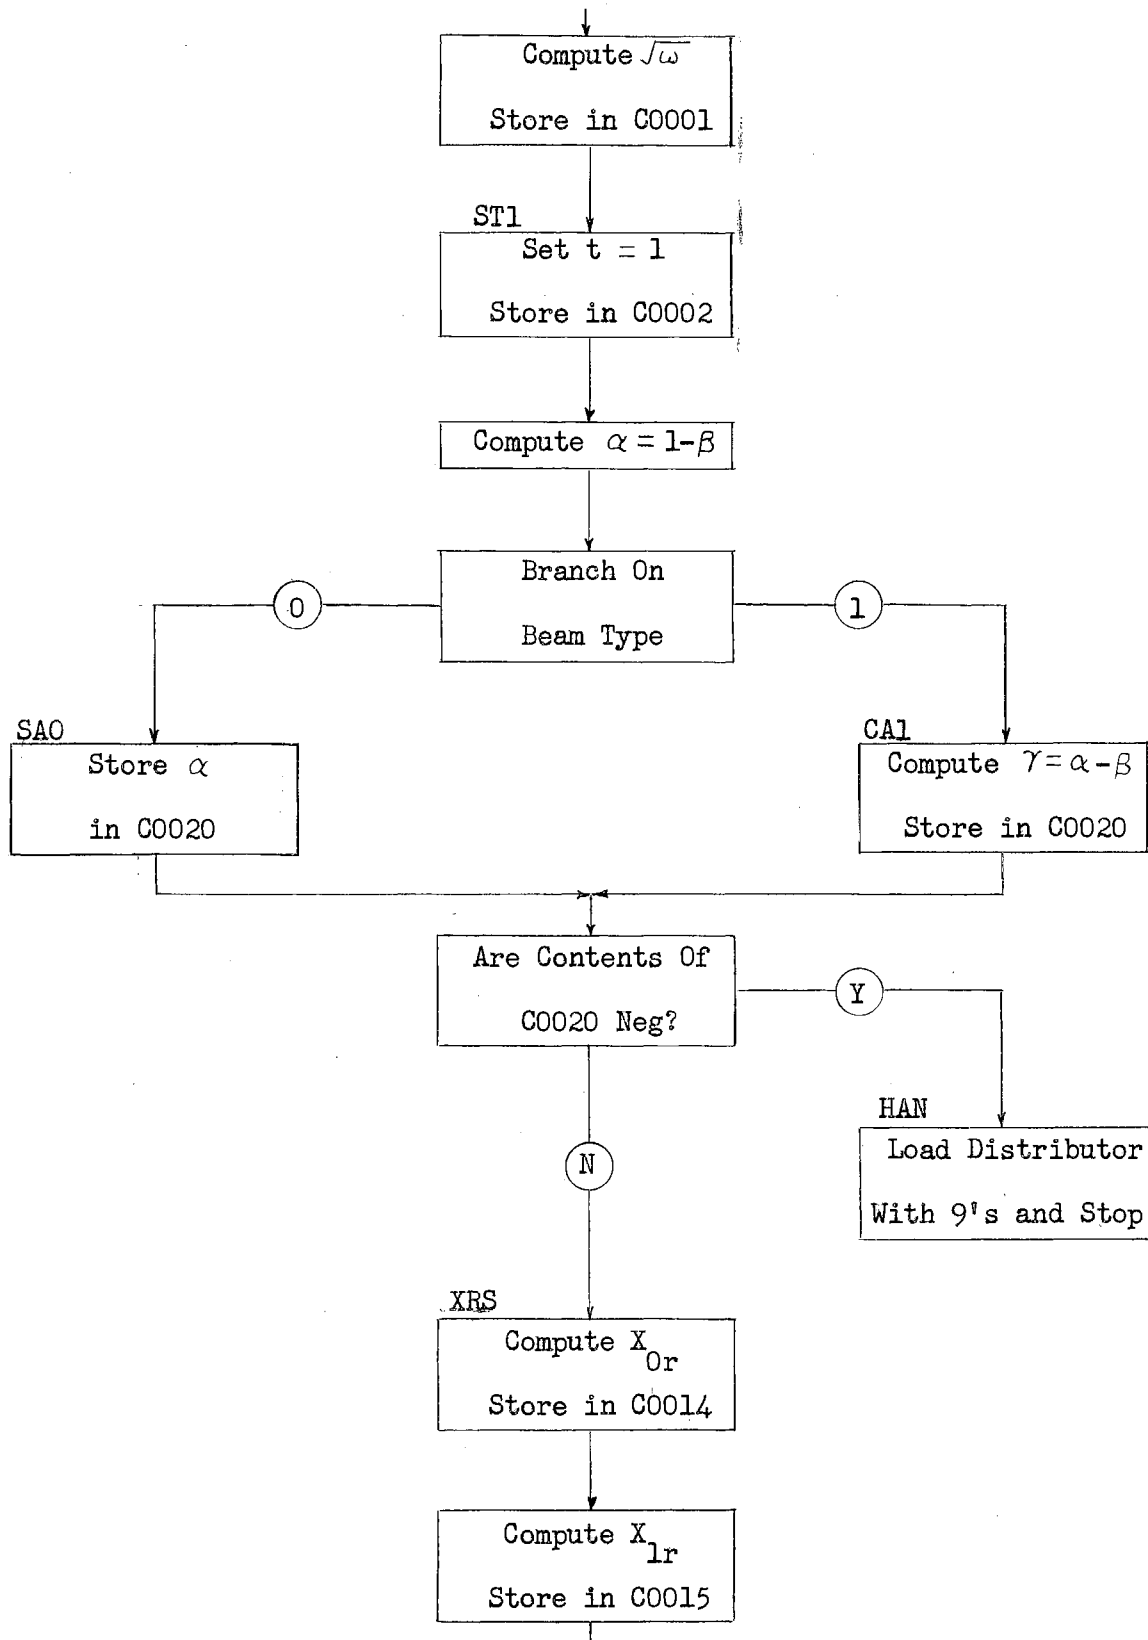 Compute √ω
Store in C0001
ST1
Set t = 1
Store in C0002
Compute α = 1-β
Branch On
Beam Type
0
1
SA0
Store α
in C0020
CA1
Compute γ = α - β
Store in C0020
Are Contents Of
C0020 Neg?
Y
N
HAN
Load Distributor
With 9's and Stop
XRS
Compute X0r
Store in C0014
Compute X1r
Store in C0015